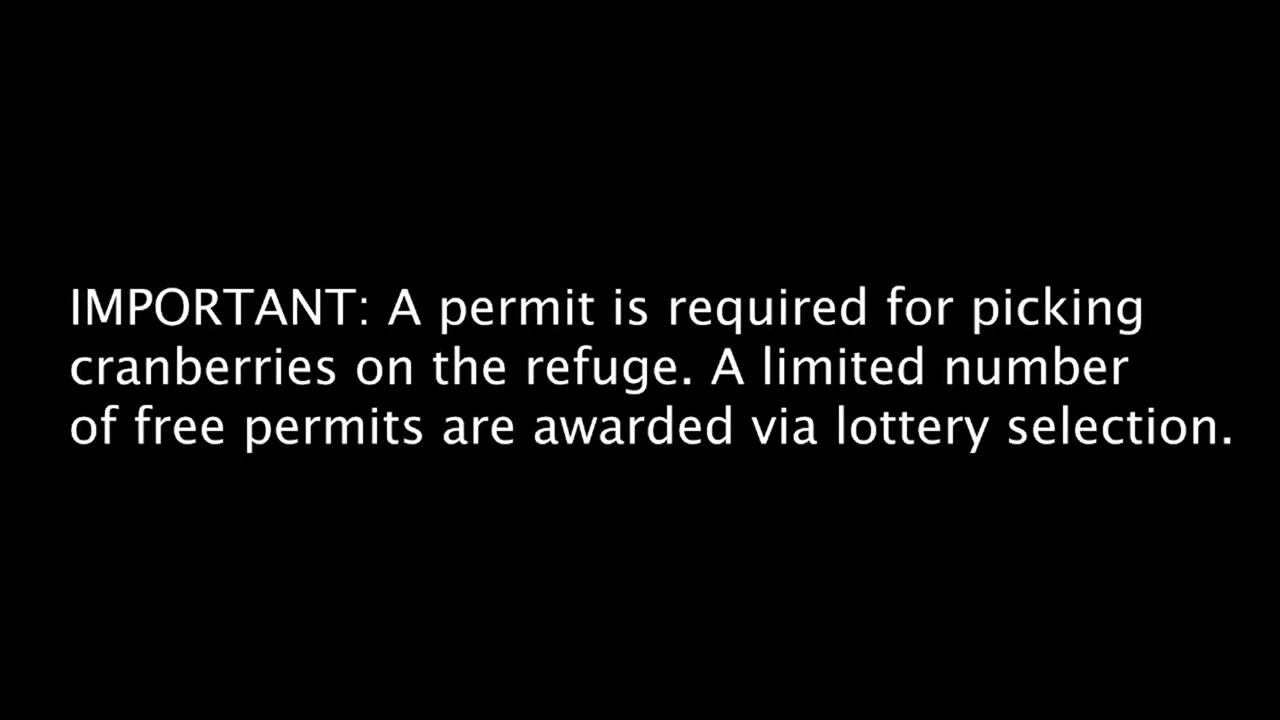 IMPORTANT: A permit is required for picking
cranberries on the refuge. A limited number
of free permits are awarded via lottery selection.